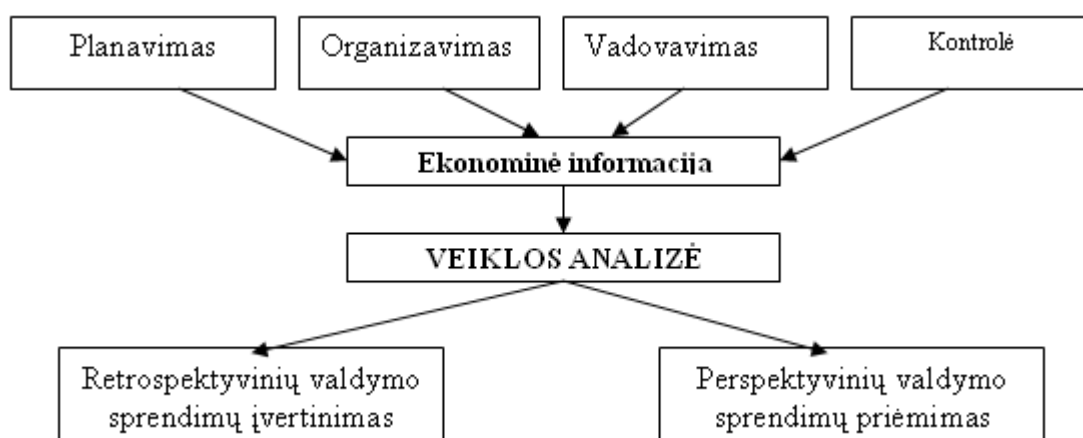 Planavimas
Organizavimas
Vadovavimas
Kontrolė
Ekonominė informacija
VEIKLOS ANALIZĖ
Retrospektyvinių valdymo
sprendimų įvertinimas
Perspektyvinių valdymo
sprendimų priėmimas